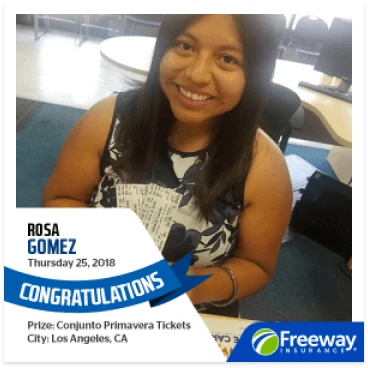 ROSA
GOMEZ
Thursday 25, 2018
CONGRATULATIONS
Prize: Conjunto Primavera Tickets
City: Los Angeles, CA
Freeway
INSURANCE